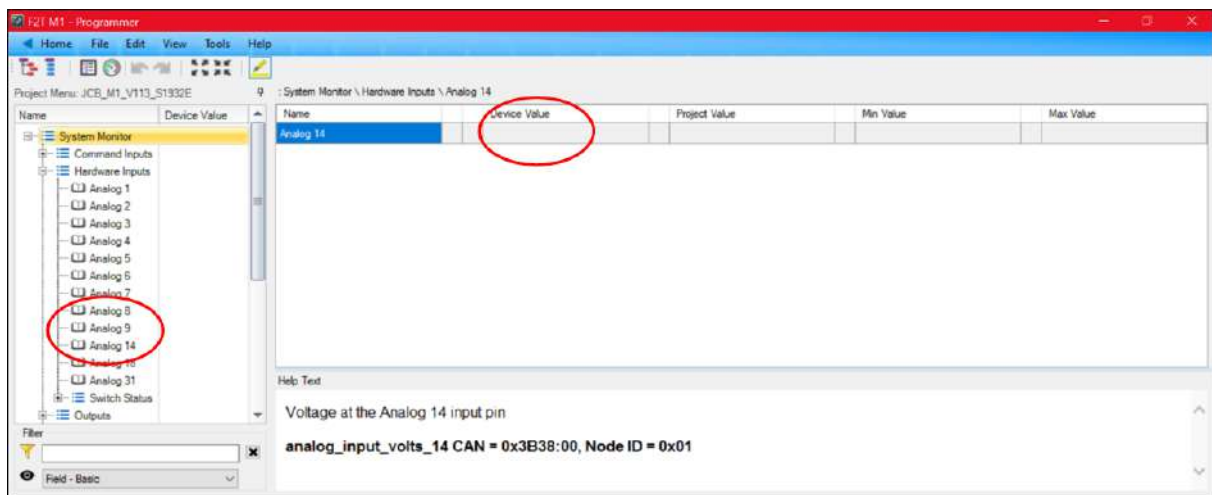 F2T M1 - Programmer
Home File Edit View Tools Help
Project Menu: JCB_M1_V113_S1932E
: System Monitor \ Hardware Inputs \ Analog 14
Name Device Value
Name Device Value Project Value Min Value Max Value
System Monitor
Analog 14
Command Inputs
Hardware Inputs
Analog 1
Analog 2
Analog 3
Analog 4
Analog 5
Analog 6
Analog 7
Analog 8
Analog 9
Analog 14
Analog
Analog 31
Switch Status
Outputs
Help Text
Voltage at the Analog 14 input pin
analog_input_volts_14 CAN = 0x3B38:00, Node ID = 0x01
Filter
Field - Basic